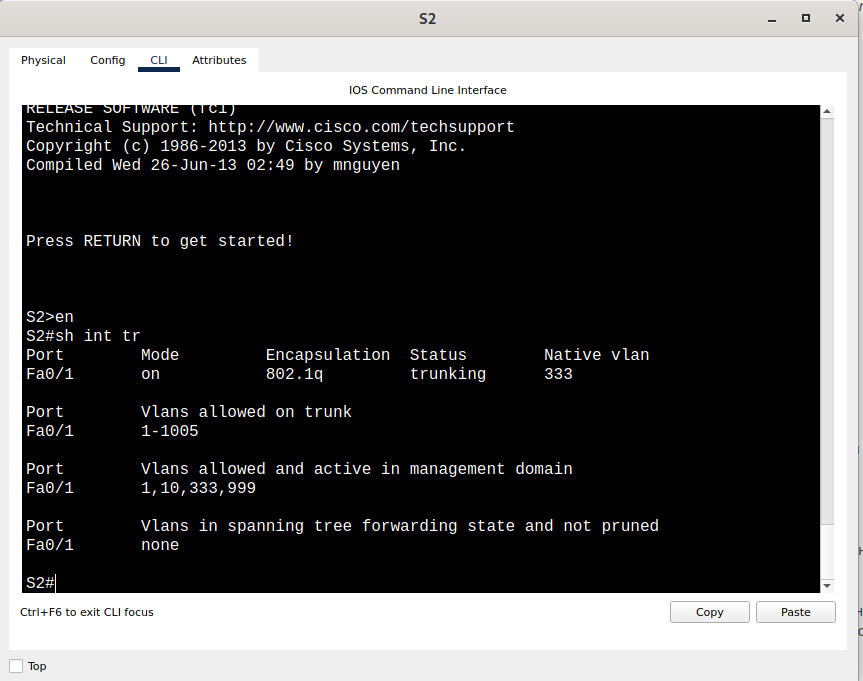 S2
Physical Config CLI Attributes
IOS Command Line Interface
RELEASE SOFTWARE (fc1)
Technical Support: http://www.cisco.com/techsupport
Copyright (c) 1986-2013 by Cisco Systems, Inc.
Compiled Wed 26-Jun-13 02:49 by mnguyen
Press RETURN to get started!
S2>en
S2#sh int tr
Port Mode Encapsulation Status Native vlan
Fa0/1 on 802.1q trunking 333
Port Vlans allowed on trunk
Fa0/1 1-1005
Port Vlans allowed and active in management domain
Fa0/1 1,10,333,999
Port Vlans in spanning tree forwarding state and not pruned
Fa0/1 none
S2#
Ctrl+F6 to exit CLI focus
Copy Paste
Top